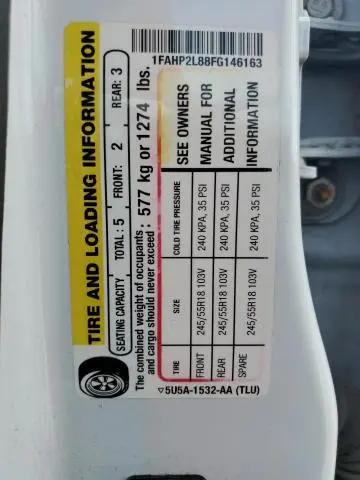 TIRE AND LOADING INFORMATION
SEATING CAPACITY TOTAL: 5 FRONT: 2 REAR: 3
The combined weight of occupants
and cargo should never exceed : 577 kg or 1274 lbs.
TIRE SIZE COLD TIRE PRESSURE
FRONT 245/55R18 103V 240 KPA, 35 PSI
REAR 245/55R18 103V 240 KPA, 35 PSI
SPARE 245/55R18 103V 240 KPA, 35 PSI
SEE OWNERS
MANUAL FOR
ADDITIONAL
INFORMATION
5U5A-1532-AA (TLU)
1FAHP2L88FG146163